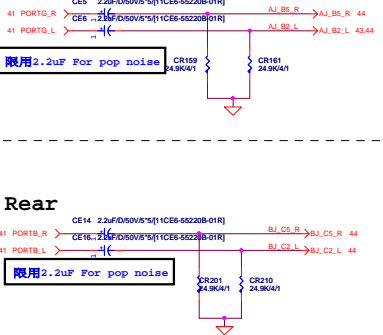 CE5 2.2uF/D/50V/5*5/[11CE6-55220B-01R]
41 PORTG_R AJ_B5_R AJ_B5_R 44
CE6 2.2uF/D/50V/5*5/[11CE6-55220B-01R]
41 PORTG_L AJ_B2_L AJ_B2_L 43,44
1
限用2.2uF For pop noise
CR159
24.9K/4/1
CR161
24.9K/4/1
Rear
CE14 2.2uF/D/50V/5*5/[11CE6-55220B-01R]
41 PORTB_R BJ_C5_R BJ_C5_R 44
CE16 2.2uF/D/50V/5*5/[11CE6-55220B-01R]
41 PORTB_L BJ_C2_L BJ_C2_L 44
1
限用2.2uF For pop noise
CR201
24.9K/4/1
CR210
24.9K/4/1